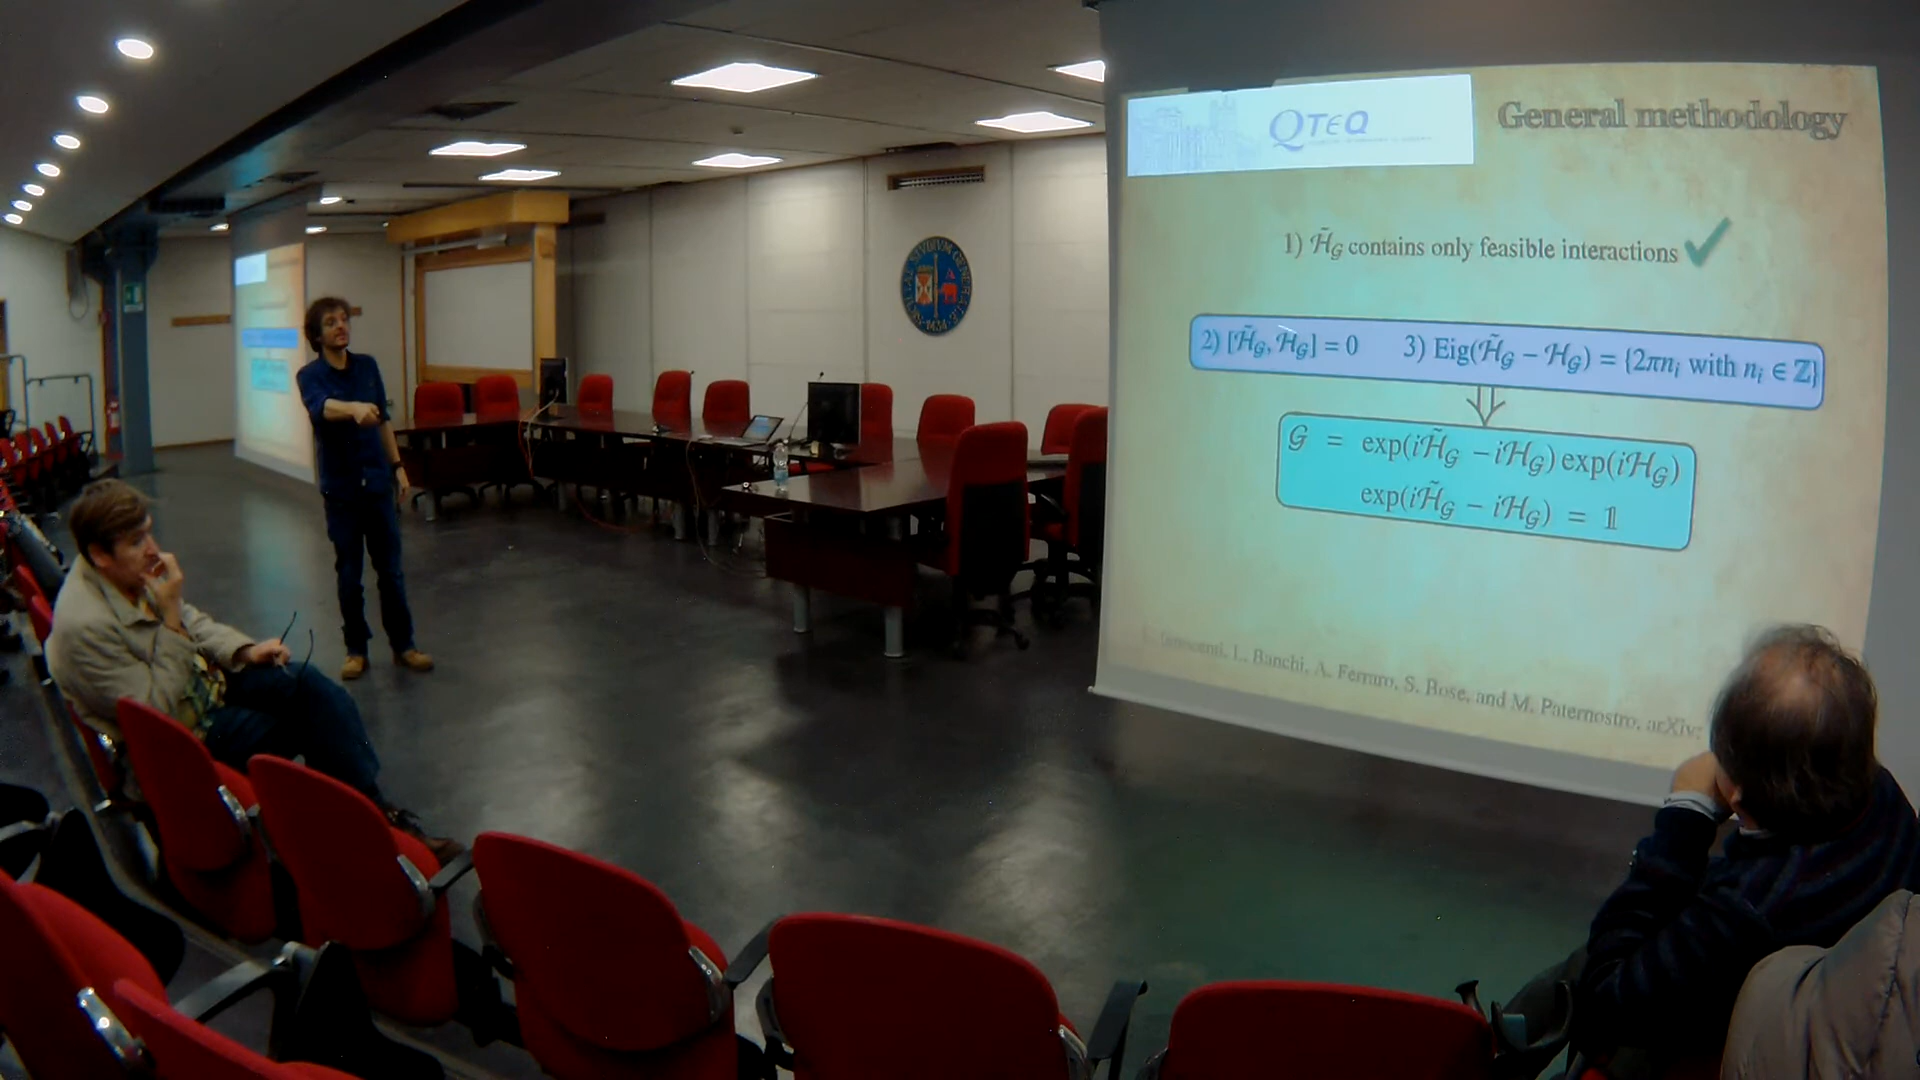 QTEQ
General methodology
1) H̃_G contains only feasible interactions ✓
2) [H̃_G, H_G] = 0 3) Eig(H̃_G − H_G) = {2πn_i with n_i ∈ ℤ}
⇓
G = exp(iH̃_G − iH_G) exp(iH_G)
exp(iH̃_G − iH_G) = 𝟙
L. Banchi, A. Ferraro, S. Bose, and M. Paternostro, arXiv: